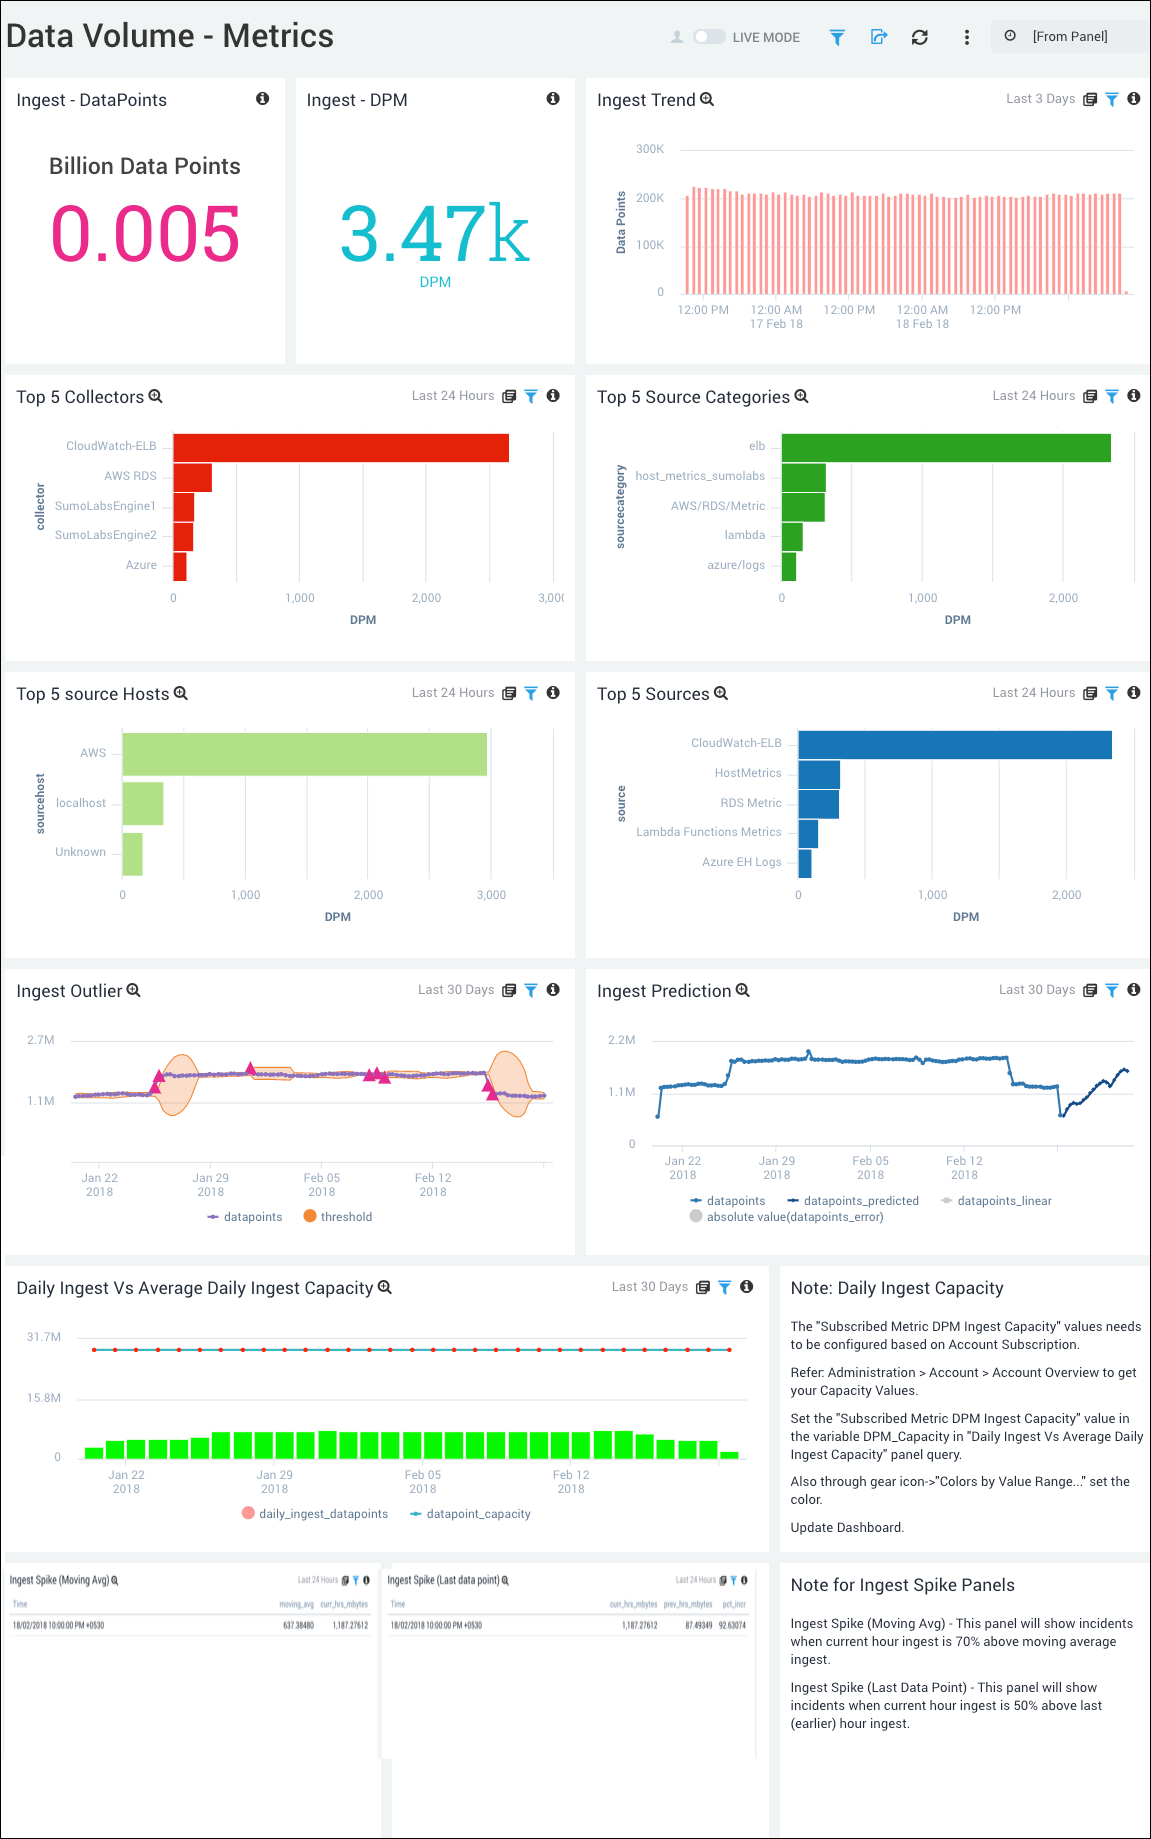 Data Volume - Metrics
LIVE MODE
[From Panel]
Ingest - DataPoints
Billion Data Points
0.005
Ingest - DPM
3.47k
DPM
Ingest Trend
Last 3 Days
300K
200K
100K
0
Data Points
12:00 PM 12:00 AM 12:00 PM 12:00 AM 12:00 PM
17 Feb 18 18 Feb 18
Top 5 Collectors
Last 24 Hours
collector
CloudWatch-ELB
AWS RDS
SumoLabsEngine1
SumoLabsEngine2
Azure
0 1,000 2,000 3,000
DPM
Top 5 Source Categories
Last 24 Hours
sourcecategory
elb
host_metrics_sumolabs
AWS/RDS/Metric
lambda
azure/logs
0 1,000 2,000
DPM
Top 5 source Hosts
Last 24 Hours
sourcehost
AWS
localhost
Unknown
0 1,000 2,000 3,000
DPM
Top 5 Sources
Last 24 Hours
source
CloudWatch-ELB
HostMetrics
RDS Metric
Lambda Functions Metrics
Azure EH Logs
0 1,000 2,000
DPM
Ingest Outlier
Last 30 Days
2.7M
1.1M
Jan 22 Jan 29 Feb 05 Feb 12
2018 2018 2018 2018
datapoints threshold
Ingest Prediction
Last 30 Days
2.2M
1.1M
0
Jan 22 Jan 29 Feb 05 Feb 12
2018 2018 2018 2018
datapoints datapoints_predicted datapoints_linear
absolute value(datapoints_error)
Daily Ingest Vs Average Daily Ingest Capacity
Last 30 Days
31.7M
15.8M
0
Jan 22 Jan 29 Feb 05 Feb 12
2018 2018 2018 2018
daily_ingest_datapoints datapoint_capacity
Note: Daily Ingest Capacity
The "Subscribed Metric DPM Ingest Capacity" values needs
to be configured based on Account Subscription.
Refer: Administration > Account > Account Overview to get
your Capacity Values.
Set the "Subscribed Metric DPM Ingest Capacity" value in
the variable DPM_Capacity in "Daily Ingest Vs Average Daily
Ingest Capacity" panel query.
Also through gear icon->"Colors by Value Range..." set the
color.
Update Dashboard.
Ingest Spike (Moving Avg)
Last 24 Hours
Time moving_avg curr_hrs_mbytes
18/02/2018 10:00:00 PM +0530 637.38480 1,187.27612
Ingest Spike (Last data point)
Last 24 Hours
Time curr_hrs_mbytes prev_hrs_mbytes pct_incr
18/02/2018 10:00:00 PM +0530 1,187.27612 87.49349 92.63074
Note for Ingest Spike Panels
Ingest Spike (Moving Avg) - This panel will show incidents
when current hour ingest is 70% above moving average
ingest.
Ingest Spike (Last Data Point) - This panel will show
incidents when current hour ingest is 50% above last
(earlier) hour ingest.